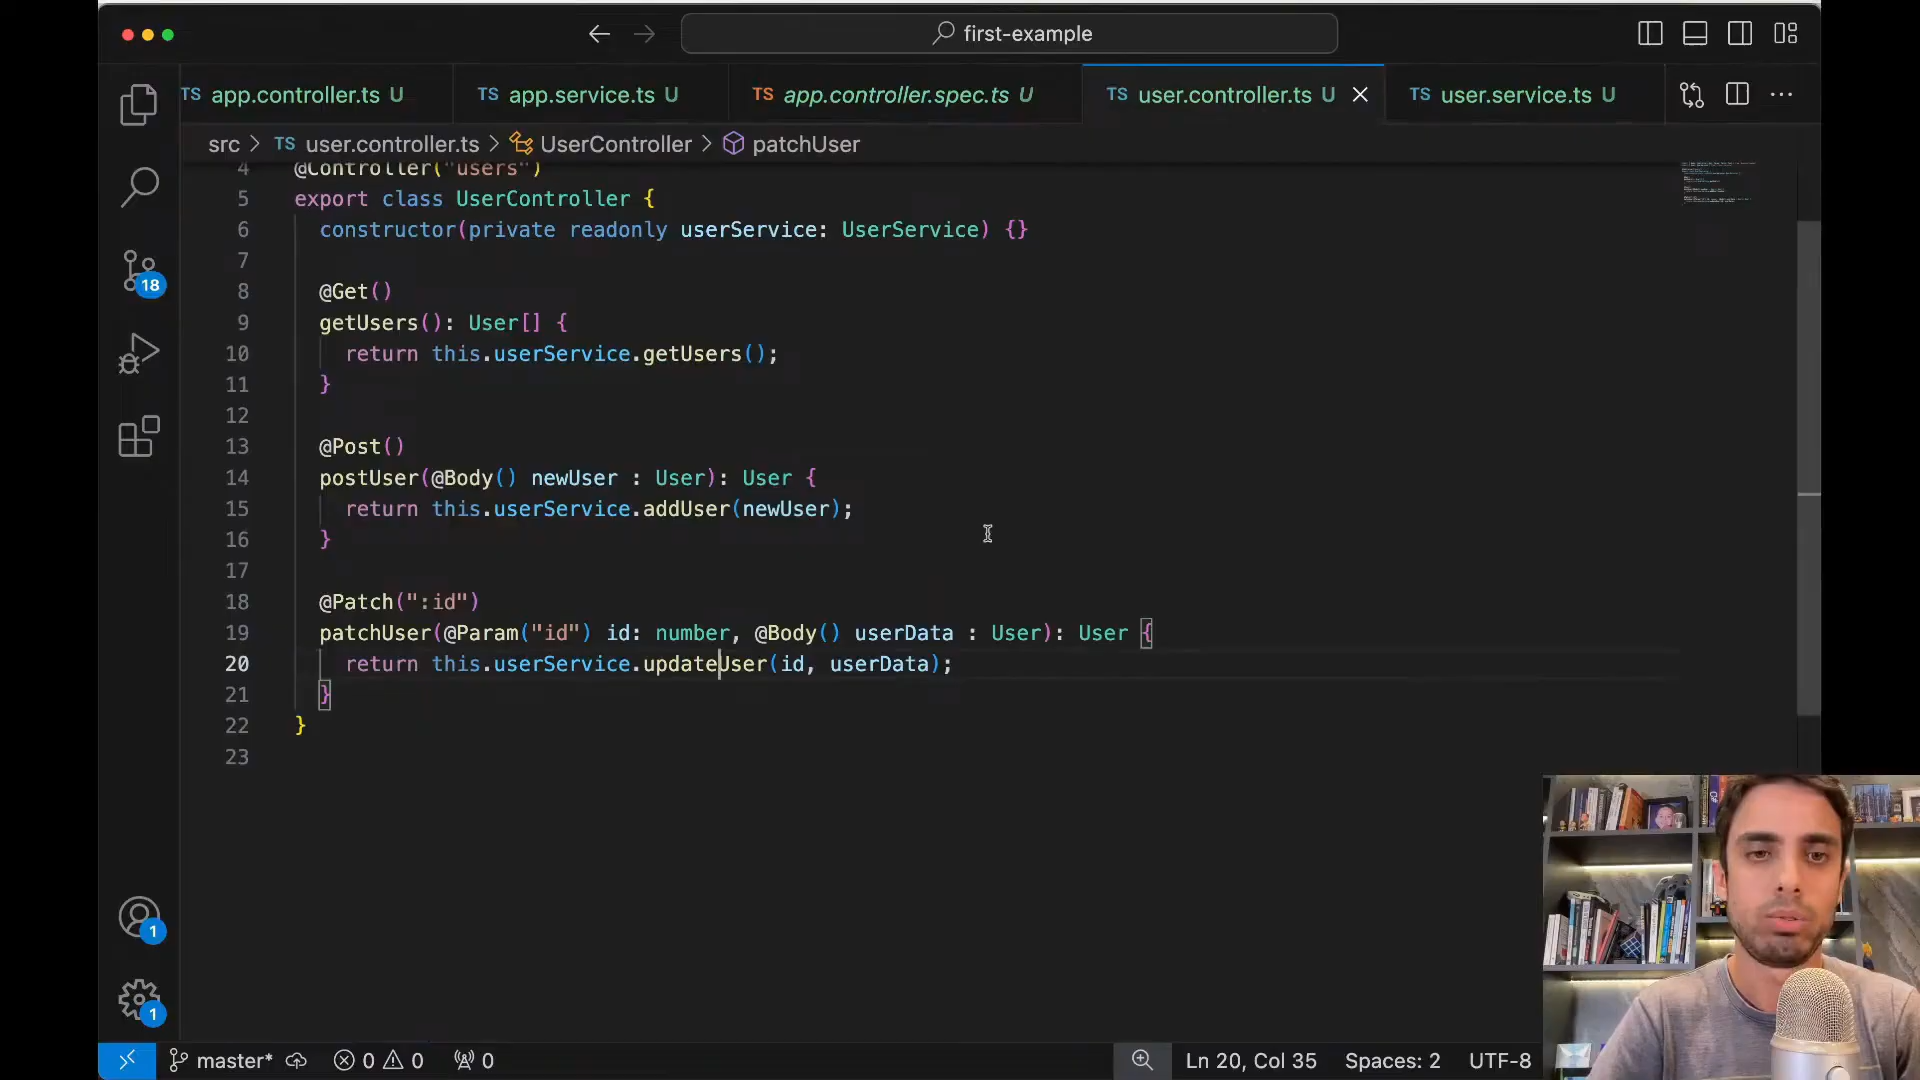 first-example
TS app.controller.ts U TS app.service.ts U TS app.controller.spec.ts U TS user.controller.ts U TS user.service.ts U
src > TS user.controller.ts > UserController > patchUser
4 @Controller("users")
5 export class UserController {
6 constructor(private readonly userService: UserService) {}
7
8 @Get()
9 getUsers(): User[] {
10 return this.userService.getUsers();
11 }
12
13 @Post()
14 postUser(@Body() newUser : User): User {
15 return this.userService.addUser(newUser);
16 }
17
18 @Patch(":id")
19 patchUser(@Param("id") id: number, @Body() userData : User): User {
20 return this.userService.updateUser(id, userData);
21 }
22 }
23
18
1
1
master* 0 0 0 Ln 20, Col 35 Spaces: 2 UTF-8